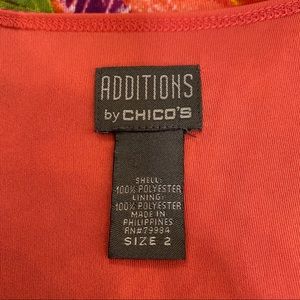 ADDITIONS
by CHICO'S
SHELL:
100% POLYESTER
LINING:
100% POLYESTER
MADE IN
PHILIPPINES
RN#79984
SIZE 2